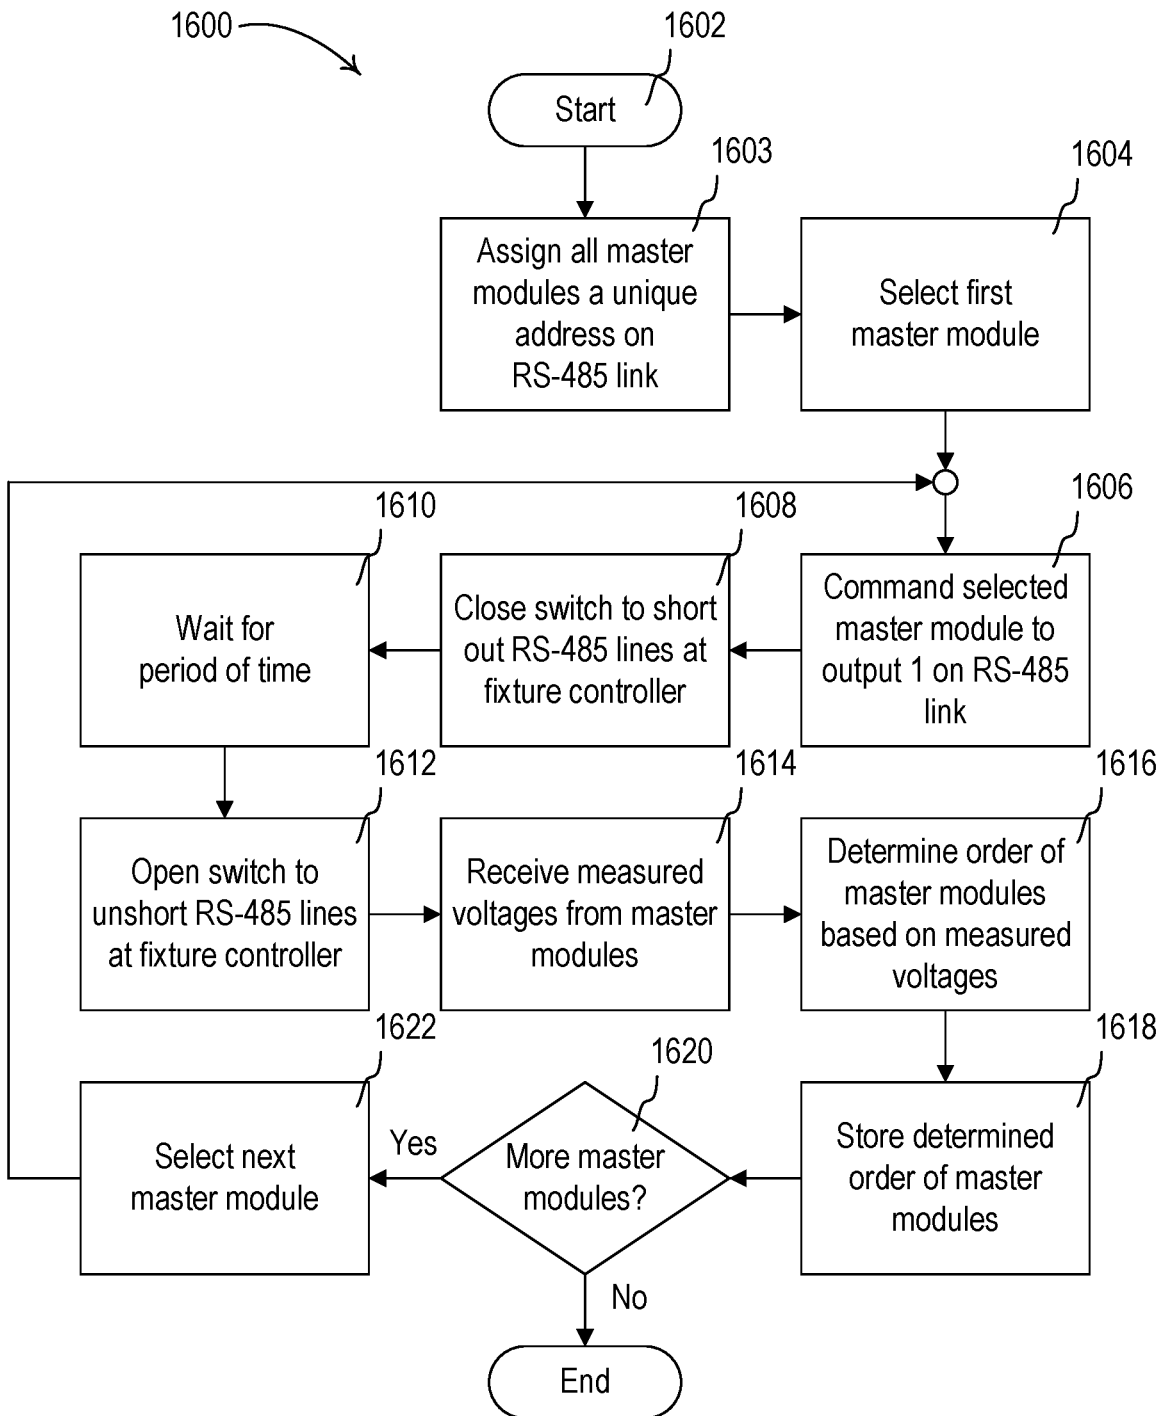 1600
1602
Start
1603
1604
Assign all master
modules a unique
address on
RS-485 link
Select first
master module
1610
1608
1606
Wait for
period of time
Close switch to short
out RS-485 lines at
fixture controller
Command selected
master module to
output 1 on RS-485
link
1612
1614
1616
Open switch to
unshort RS-485 lines
at fixture controller
Receive measured
voltages from master
modules
Determine order of
master modules
based on measured
voltages
1622
1620
1618
Select next
master module
Yes
More master
modules?
Store determined
order of master
modules
No
End